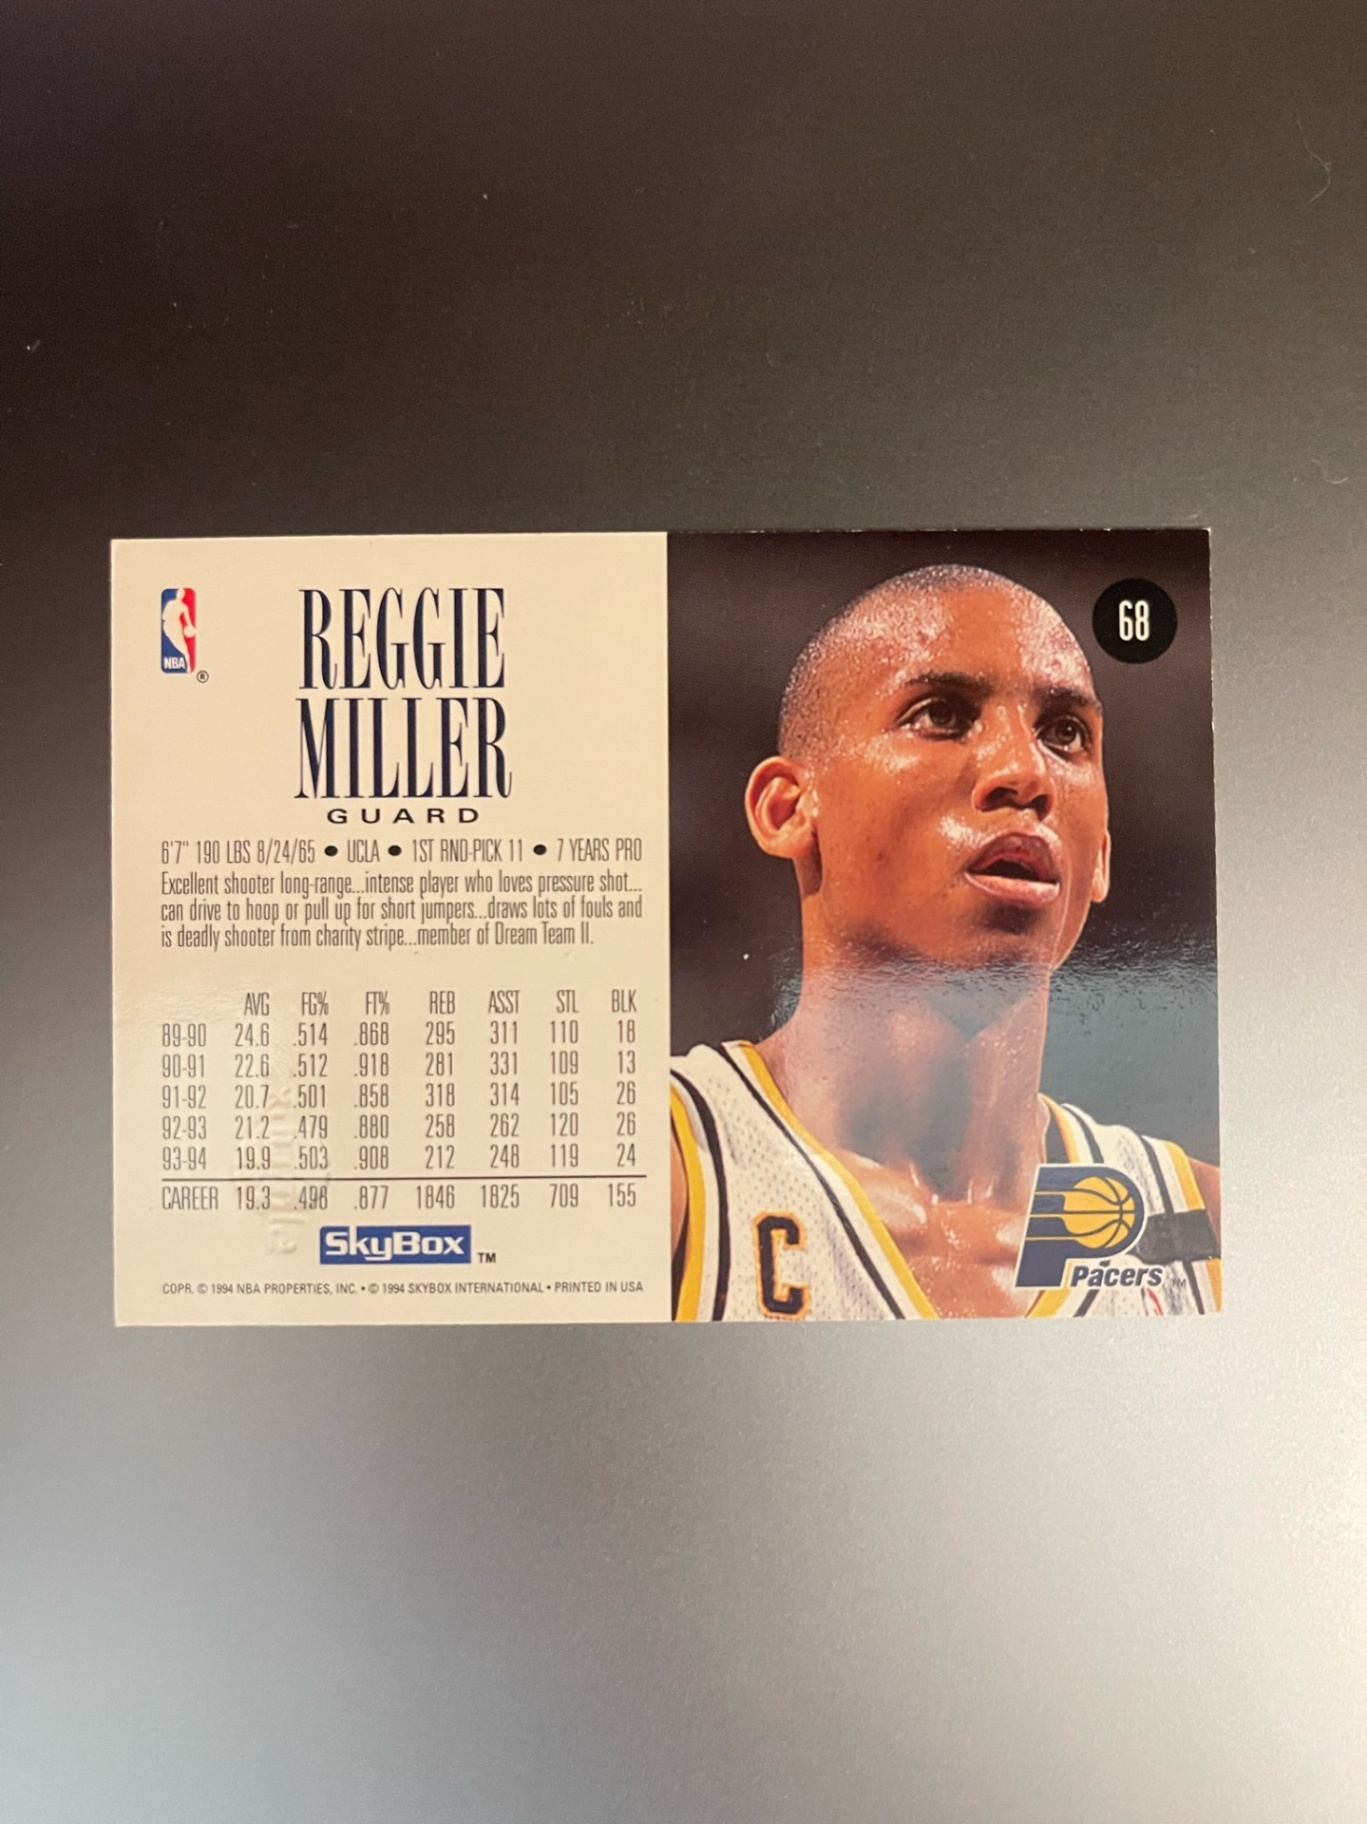 REGGIE
MILLER
GUARD
6'7" 190 LBS 8/24/65 ● UCLA ● 1ST RND-PICK 11 ● 7 YEARS PRO
Excellent shooter long-range...intense player who loves pressure shot...
can drive to hoop or pull up for short jumpers...draws lots of fouls and
is deadly shooter from charity stripe...member of Dream Team II.
AVG FG% FT% REB ASST STL BLK
89-90 24.6 .514 .868 295 311 110 18
90-91 22.6 .512 .918 281 331 109 13
91-92 20.7 .501 .858 318 314 105 26
92-93 21.2 .479 .880 258 262 120 26
93-94 19.9 .503 .908 212 248 119 24
CAREER 19.3 .496 .877 1846 1825 709 155
SkyBox ™
COPR. © 1994 NBA PROPERTIES, INC. • © 1994 SKYBOX INTERNATIONAL • PRINTED IN USA
NBA ®
68
C
Pacers ™